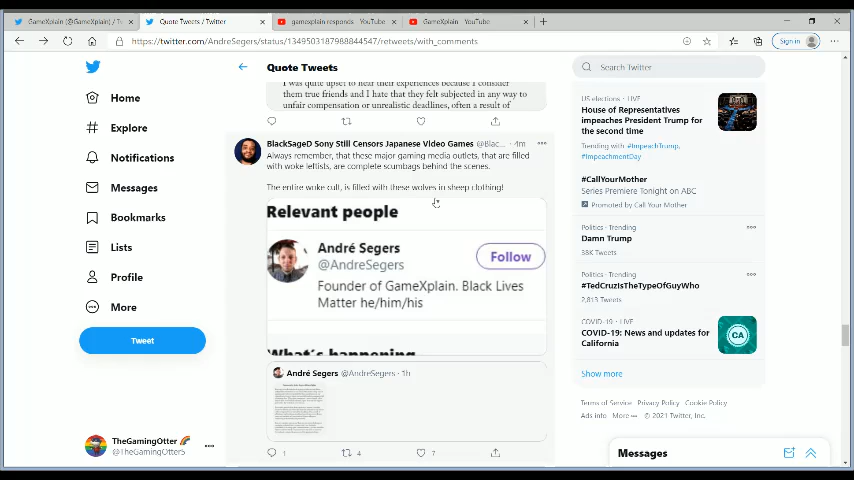 GameXplain (@GameXplain) / T
Quote Tweets / Twitter
gamexplain responds - YouTube
GameXplain - YouTube
https://twitter.com/AndreSegers/status/1349503187988844547/retweets/with_comments
Sign in
Home
Explore
Notifications
Messages
Bookmarks
Lists
Profile
More
Tweet
TheGamingOtter
@TheGamingOtter5
Quote Tweets
I was quite upset to hear their experiences because I consider
them true friends and I hate that they felt subjected in any way to
unfair compensation or unrealistic deadlines, often a result of
BlackSageD Sony Still Censors Japanese Video Games @Blac... · 4m
Always remember, that these major gaming media outlets, that are filled
with woke leftists, are complete scumbags behind the scenes.
The entire woke cult, is filled with these wolves in sheep clothing!
Relevant people
André Segers
@AndreSegers
Follow
Founder of GameXplain. Black Lives
Matter he/him/his
What's happening
André Segers @AndreSegers · 1h
1
4
7
Search Twitter
US elections · LIVE
House of Representatives
impeaches President Trump for
the second time
Trending with #ImpeachTrump,
#ImpeachmentDay
#CallYourMother
Series Premiere Tonight on ABC
Promoted by Call Your Mother
Politics · Trending
Damn Trump
38K Tweets
Politics · Trending
#TedCruzIsTheTypeOfGuyWho
2,813 Tweets
COVID-19 · LIVE
COVID-19: News and updates for
California
CA
Show more
Terms of Service Privacy Policy Cookie Policy
Ads info More © 2021 Twitter, Inc.
Messages